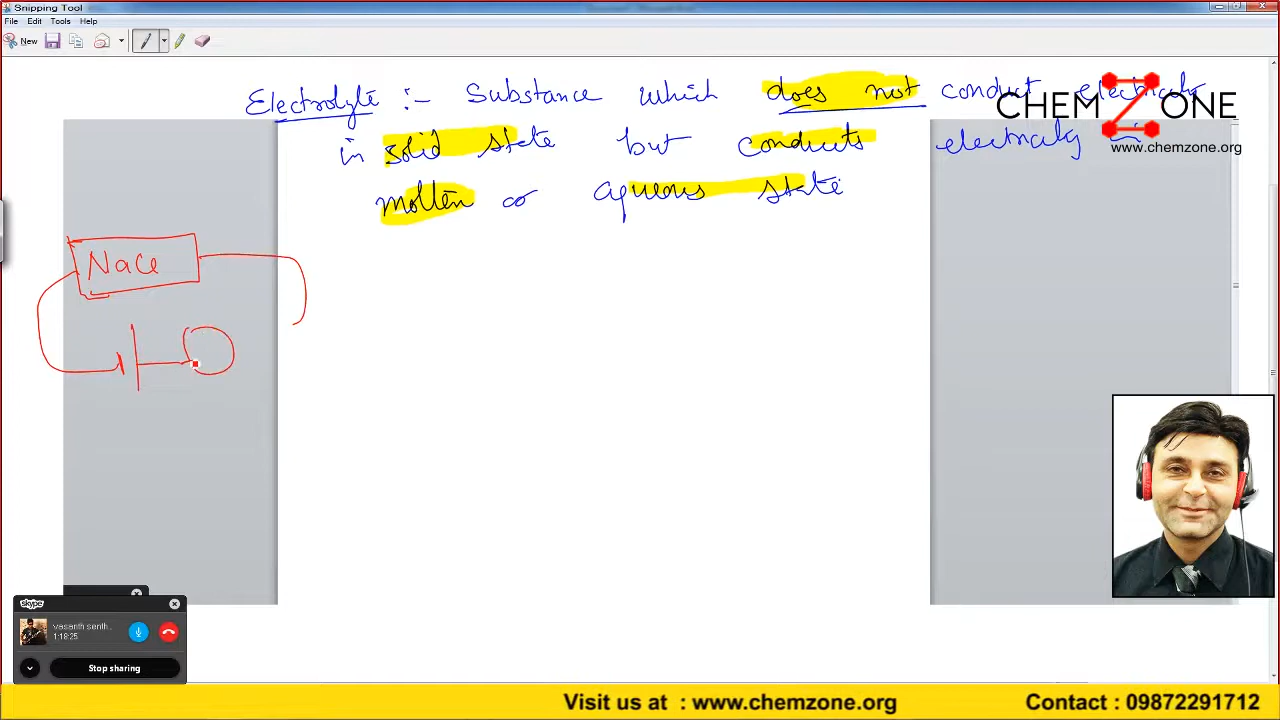 Snipping Tool
File Edit Tools Help
New
Electrolyte :- Substance which does not conduct electricity
in solid state but conducts electricity in
molten or aqueous state
CHEMZONE
www.chemzone.org
NaCl
skype
vasanth senth..
1:18:25
Stop sharing
Visit us at : www.chemzone.org Contact : 09872291712